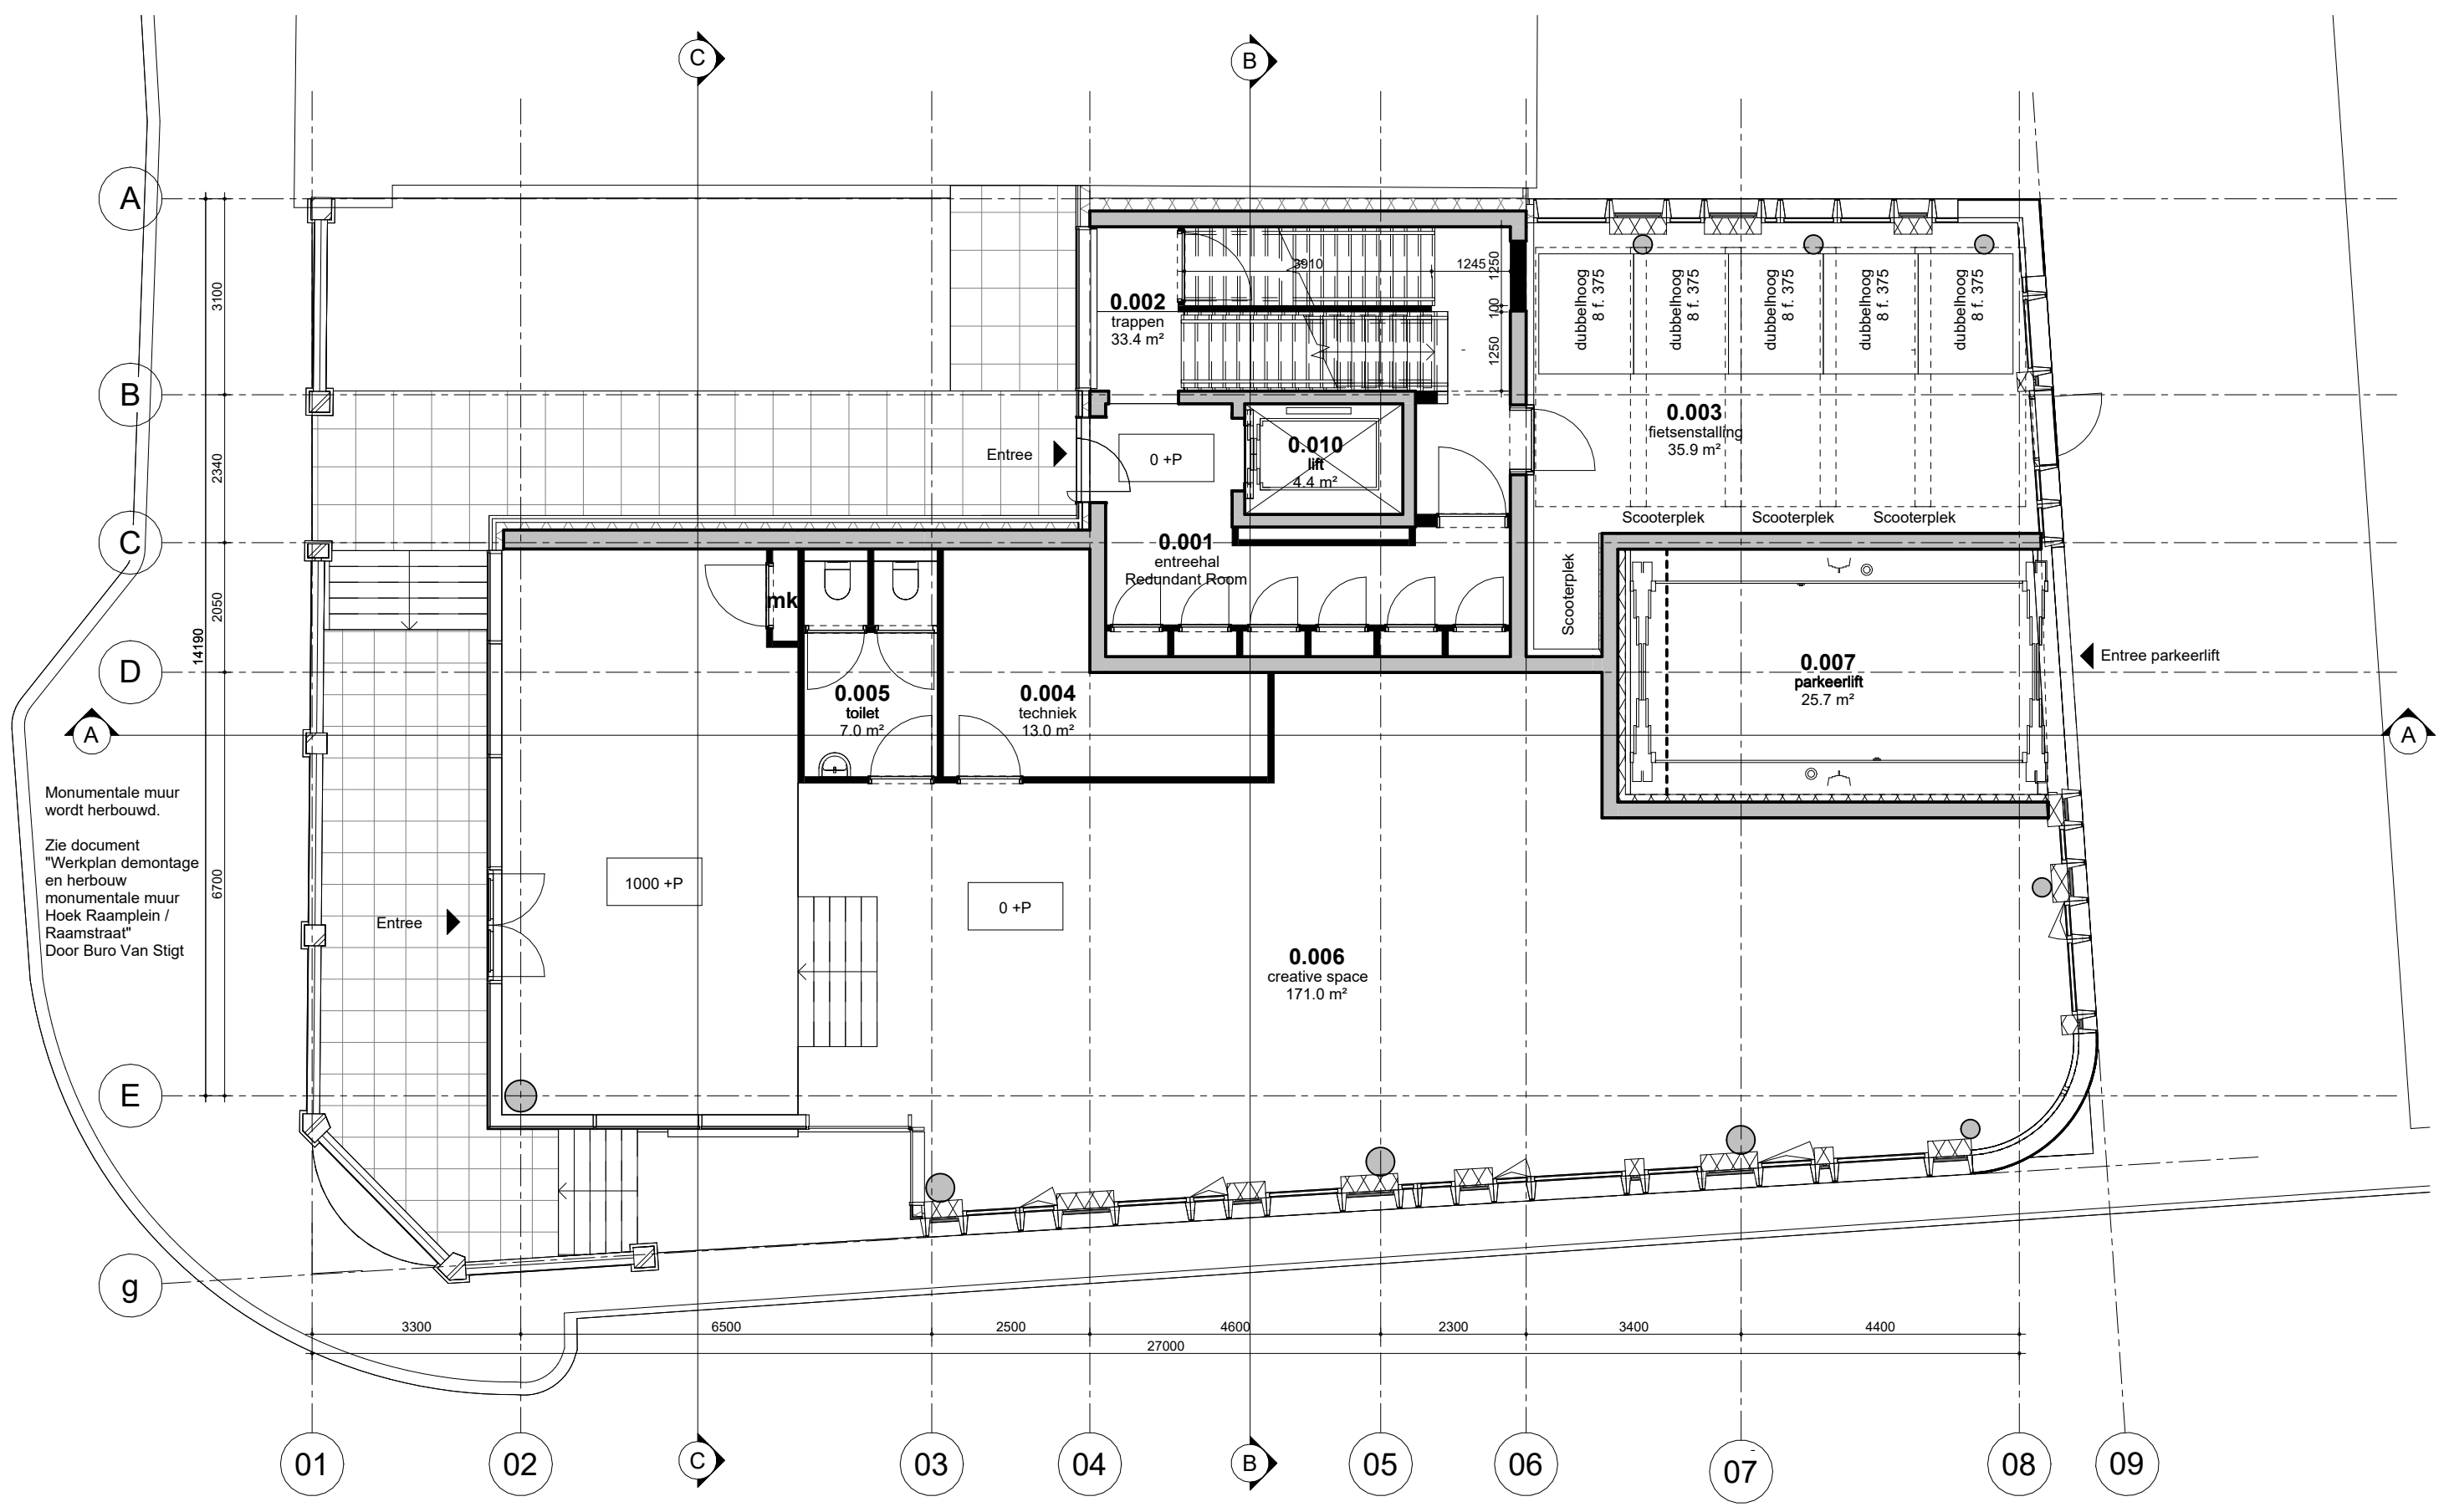 C
B
A
B
C
D
E
g
A
A
3100
2340
2050
6700
14190
3910
1245
1250
100
1250
0.002
trappen
33.4 m²
dubbelhoog
8 f. 375
dubbelhoog
8 f. 375
dubbelhoog
8 f. 375
dubbelhoog
8 f. 375
dubbelhoog
8 f. 375
0.003
fietsenstalling
35.9 m²
Entree
0 +P
0.010
lift
4.4 m²
Scooterplek
Scooterplek
Scooterplek
Scooterplek
0.001
entreehal
Redundant Room
mk
0.005
toilet
7.0 m²
0.004
techniek
13.0 m²
0.007
parkeerlift
25.7 m²
Entree parkeerlift
Monumentale muur
wordt herbouwd.
Zie document
"Werkplan demontage
en herbouw
monumentale muur
Hoek Raamplein /
Raamstraat"
Door Buro Van Stigt
1000 +P
0 +P
Entree
0.006
creative space
171.0 m²
3300
6500
2500
4600
2300
3400
4400
27000
01
02
C
03
04
B
05
06
07
08
09